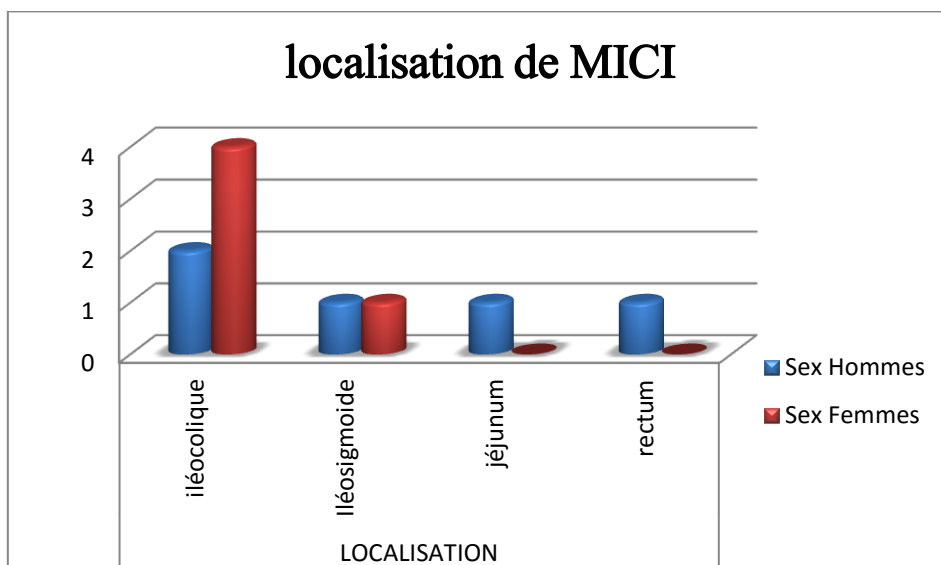 localisation de MICI
4
3
2
1
0
iléocolique
Iléosigmoide
jéjunum
rectum
LOCALISATION
Sex Hommes
Sex Femmes